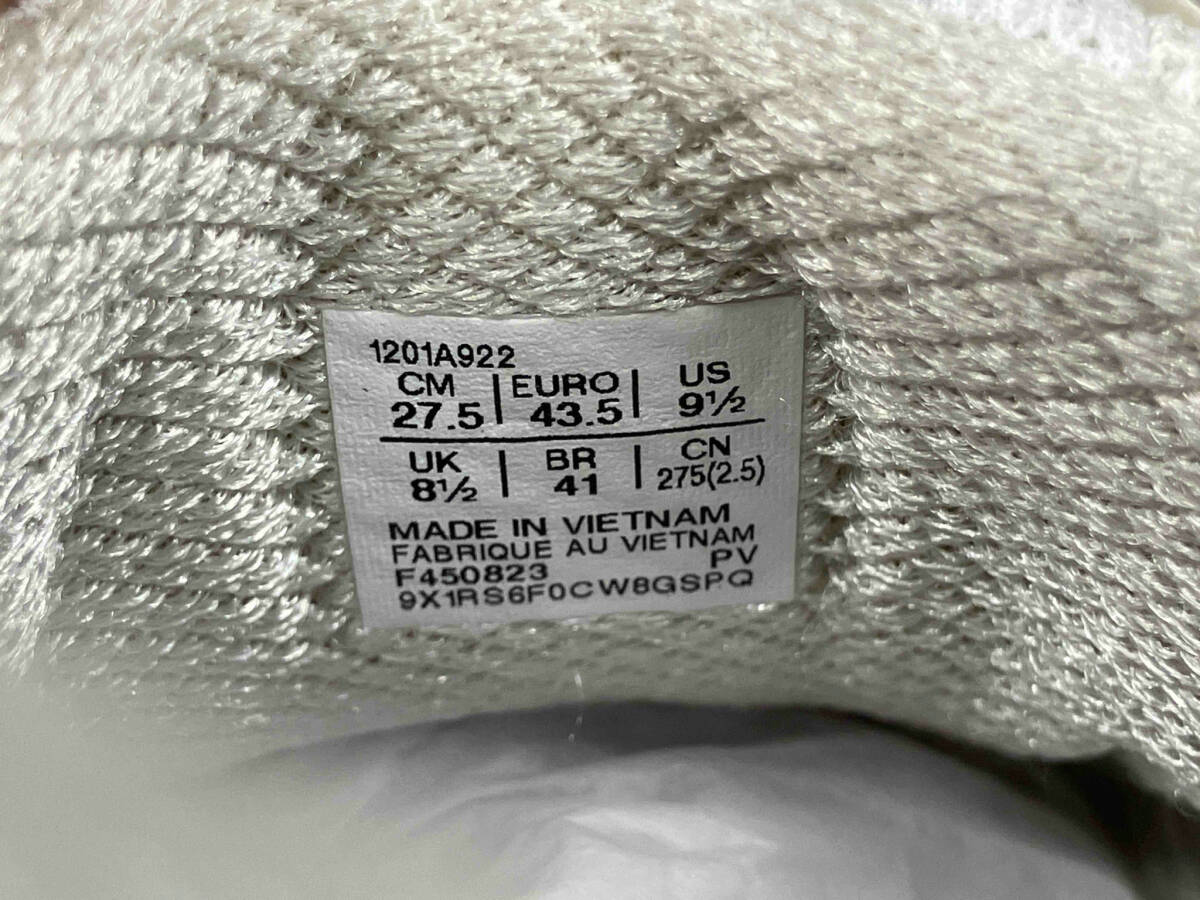 1201A922
CM | EURO | US
27.5 | 43.5 | 9½
UK | BR | CN
8½ | 41 | 275(2.5)
MADE IN VIETNAM
FABRIQUE AU VIETNAM
F450823 PV
9X1RS6F0CW8GSPQ